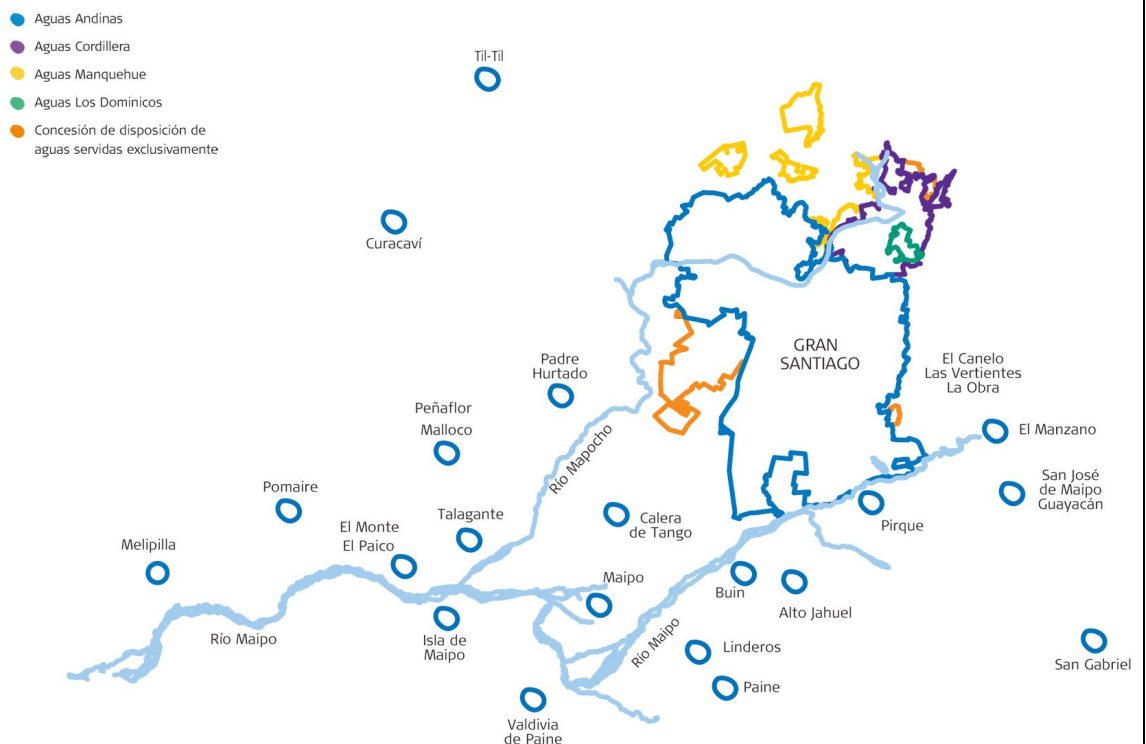 Aguas Andinas
Aguas Cordillera
Aguas Manquehue
Aguas Los Dominicos
Concesión de disposición de
aguas servidas exclusivamente
Til-Til
Curacaví
GRAN
SANTIAGO
Padre
Hurtado
El Canelo
Las Vertientes
La Obra
El Manzano
Peñaflor
Malloco
Río Mapocho
San José
de Maipo
Guayacán
Pomaire
Talagante
Calera
de Tango
Pirque
El Monte
El Paico
Melipilla
Maipo
Buin
Alto Jahuel
Río Maipo
Isla de
Maipo
Río Maipo
Linderos
San Gabriel
Paine
Valdivia
de Paine